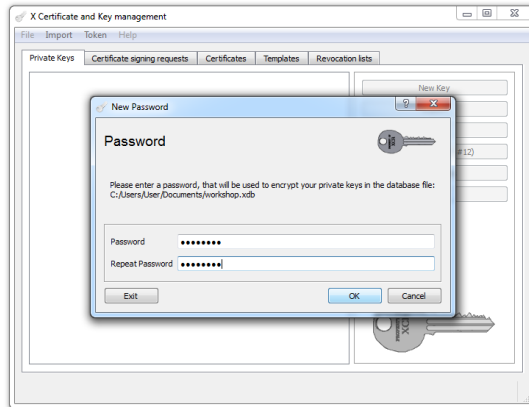 X Certificate and Key management
File Import Token Help
Private Keys Certificate signing requests Certificates Templates Revocation lists
New Key
#12)
New Password
Password
Please enter a password, that will be used to encrypt your private keys in the database file:
C:/Users/User/Documents/workshop.xdb
Password ●●●●●●●●
Repeat Password ●●●●●●●●
Exit OK Cancel